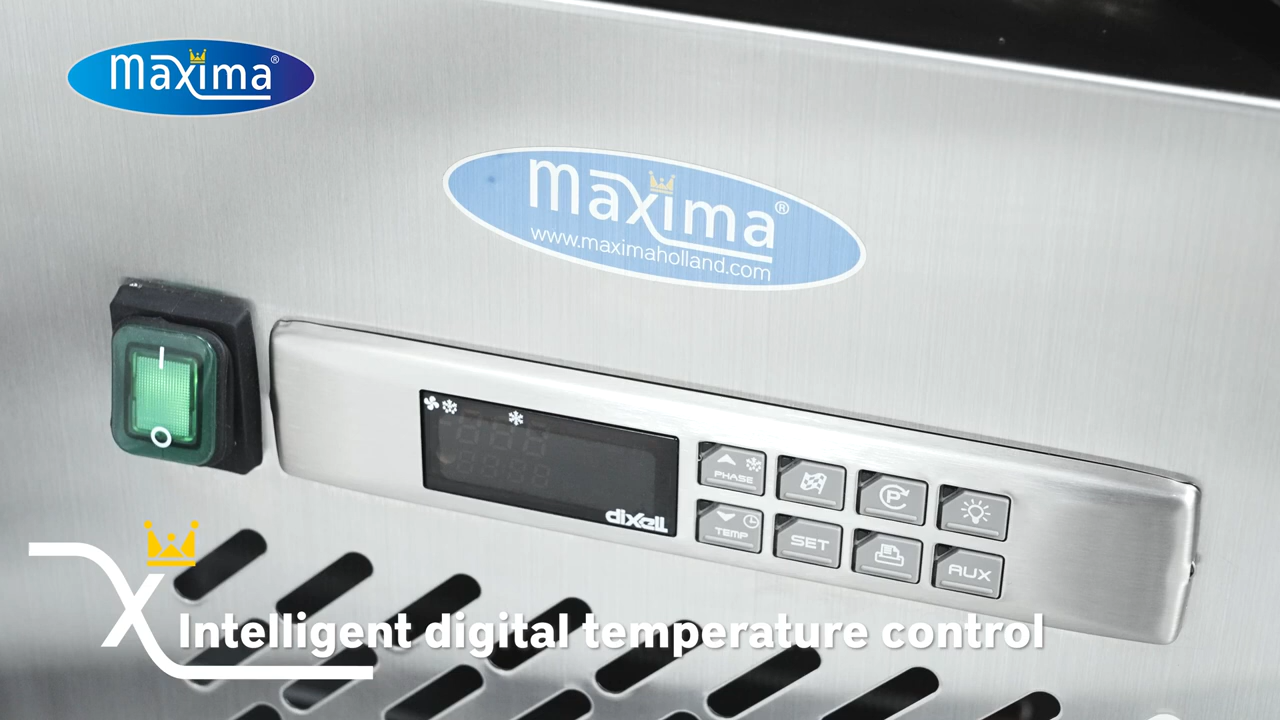 maxima®
maxima®
www.maximaholland.com
dixell
PHASE
P
TEMP
SET
AUX
Intelligent digital temperature control